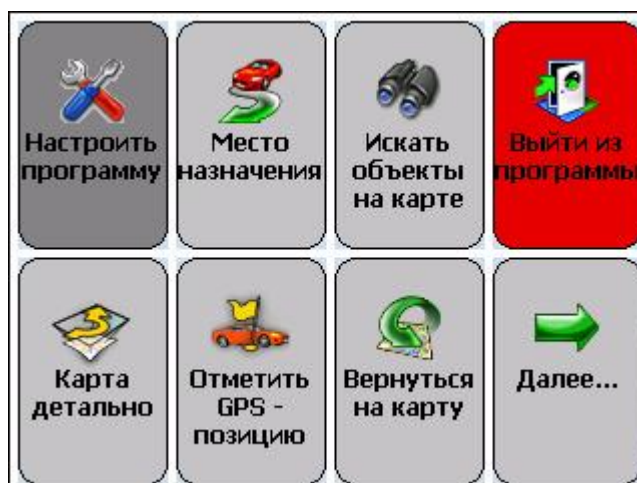 Настроить
программу
Место
назначения
Искать
объекты
на карте
Выйти из
программы
Карта
детально
Отметить
GPS -
позицию
Вернуться
на карту
Далее...